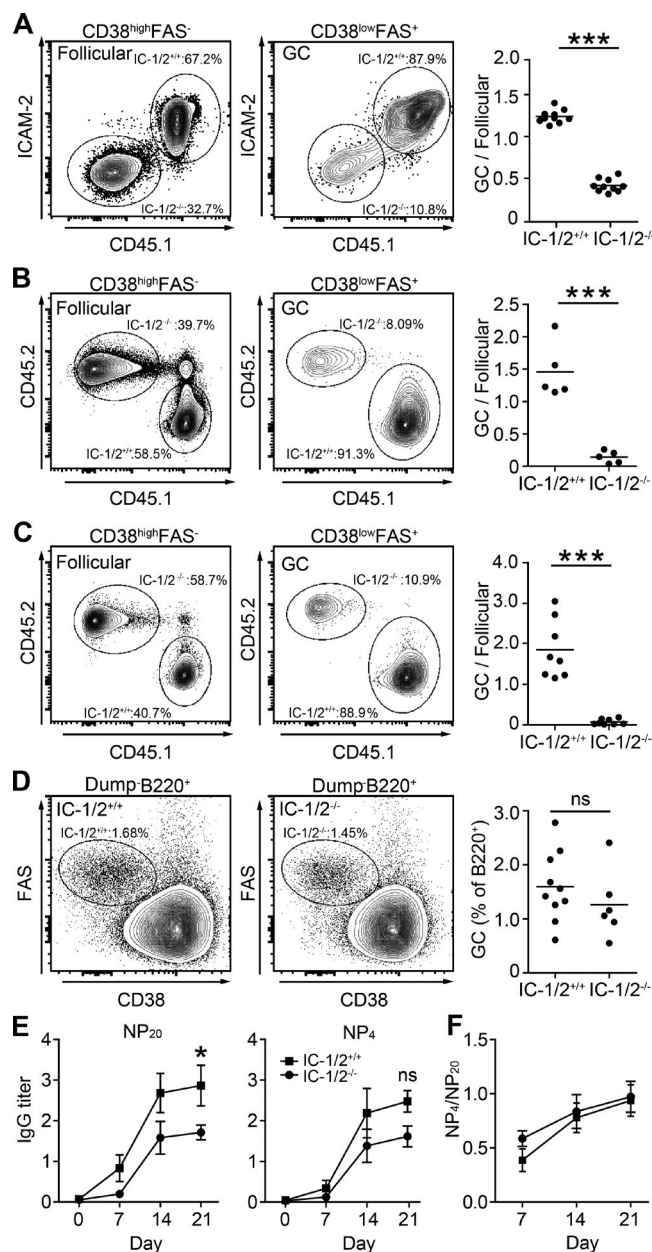 A
CD38highFAS-
CD38lowFAS+
Follicular
IC-1/2+/+:67.2%
IC-1/2-/-:32.7%
ICAM-2
CD45.1
GC
IC-1/2+/+:87.9%
IC-1/2-/-:10.8%
ICAM-2
CD45.1
***
GC / Follicular
2.0
1.5
1.0
0.5
0
IC-1/2+/+
IC-1/2-/-
B
CD38highFAS-
CD38lowFAS+
Follicular
IC-1/2-/-:39.7%
IC-1/2+/+:58.5%
CD45.2
CD45.1
GC
IC-1/2-/-:8.09%
IC-1/2+/+:91.3%
CD45.2
CD45.1
***
GC / Follicular
2.5
2.0
1.5
1.0
0.5
0
IC-1/2+/+
IC-1/2-/-
C
CD38highFAS-
CD38lowFAS+
Follicular
IC-1/2-/-:58.7%
IC-1/2+/+:40.7%
CD45.2
CD45.1
GC
IC-1/2-/-:10.9%
IC-1/2+/+:88.9%
CD45.2
CD45.1
***
GC / Follicular
4.0
3.0
2.0
1.0
0
IC-1/2+/+
IC-1/2-/-
D
Dump-B220+
Dump-B220+
IC-1/2+/+
IC-1/2+/+:1.68%
FAS
CD38
IC-1/2-/-
IC-1/2-/-:1.45%
FAS
CD38
ns
GC (% of B220+)
3.0
2.0
1.0
0
IC-1/2+/+
IC-1/2-/-
E
NP20
IgG titer
4
3
2
1
0
*
0 7 14 21
Day
NP4
4
3
2
1
0
IC-1/2+/+
IC-1/2-/-
ns
0 7 14 21
Day
F
NP4/NP20
1.5
1.0
0.5
0
7 14 21
Day